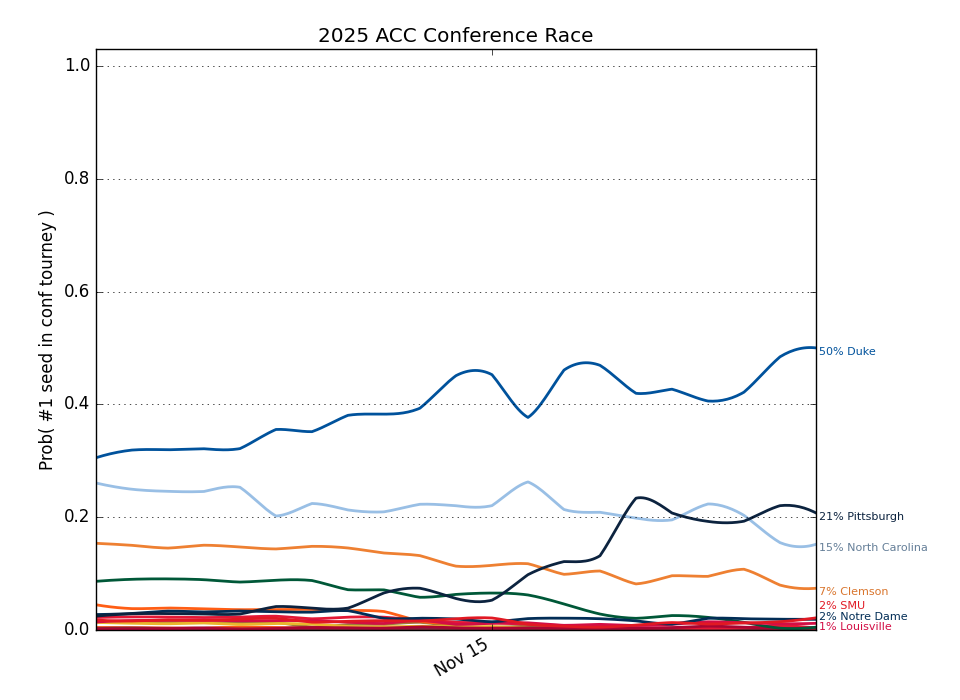 2025 ACC Conference Race
Prob( #1 seed in conf tourney )
1.0
0.8
0.6
0.4
0.2
0.0
Nov 15
50% Duke
21% Pittsburgh
15% North Carolina
7% Clemson
2% SMU
2% Notre Dame
1% Louisville